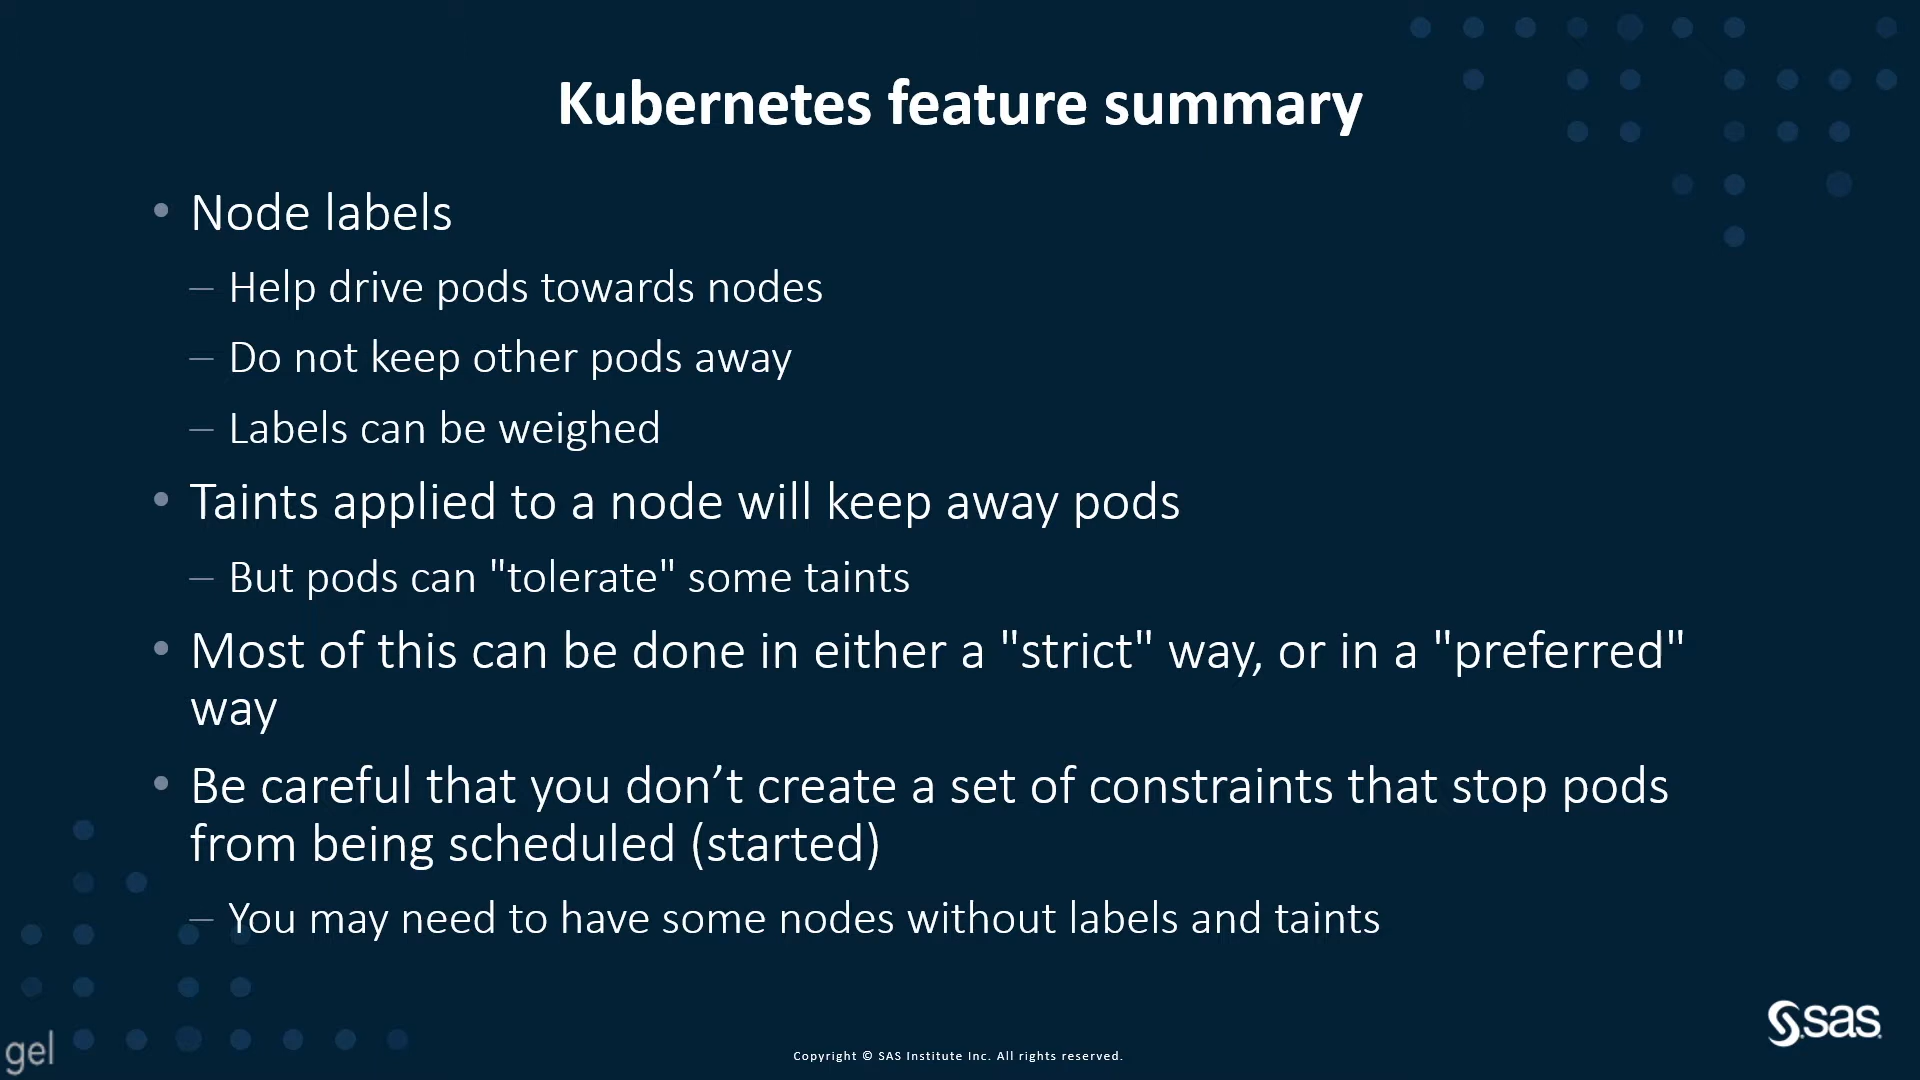 Kubernetes feature summary
• Node labels
– Help drive pods towards nodes
– Do not keep other pods away
– Labels can be weighed
• Taints applied to a node will keep away pods
– But pods can "tolerate" some taints
• Most of this can be done in either a "strict" way, or in a "preferred"
way
• Be careful that you don’t create a set of constraints that stop pods
from being scheduled (started)
– You may need to have some nodes without labels and taints
sas
gel
Copyright © SAS Institute Inc. All rights reserved.